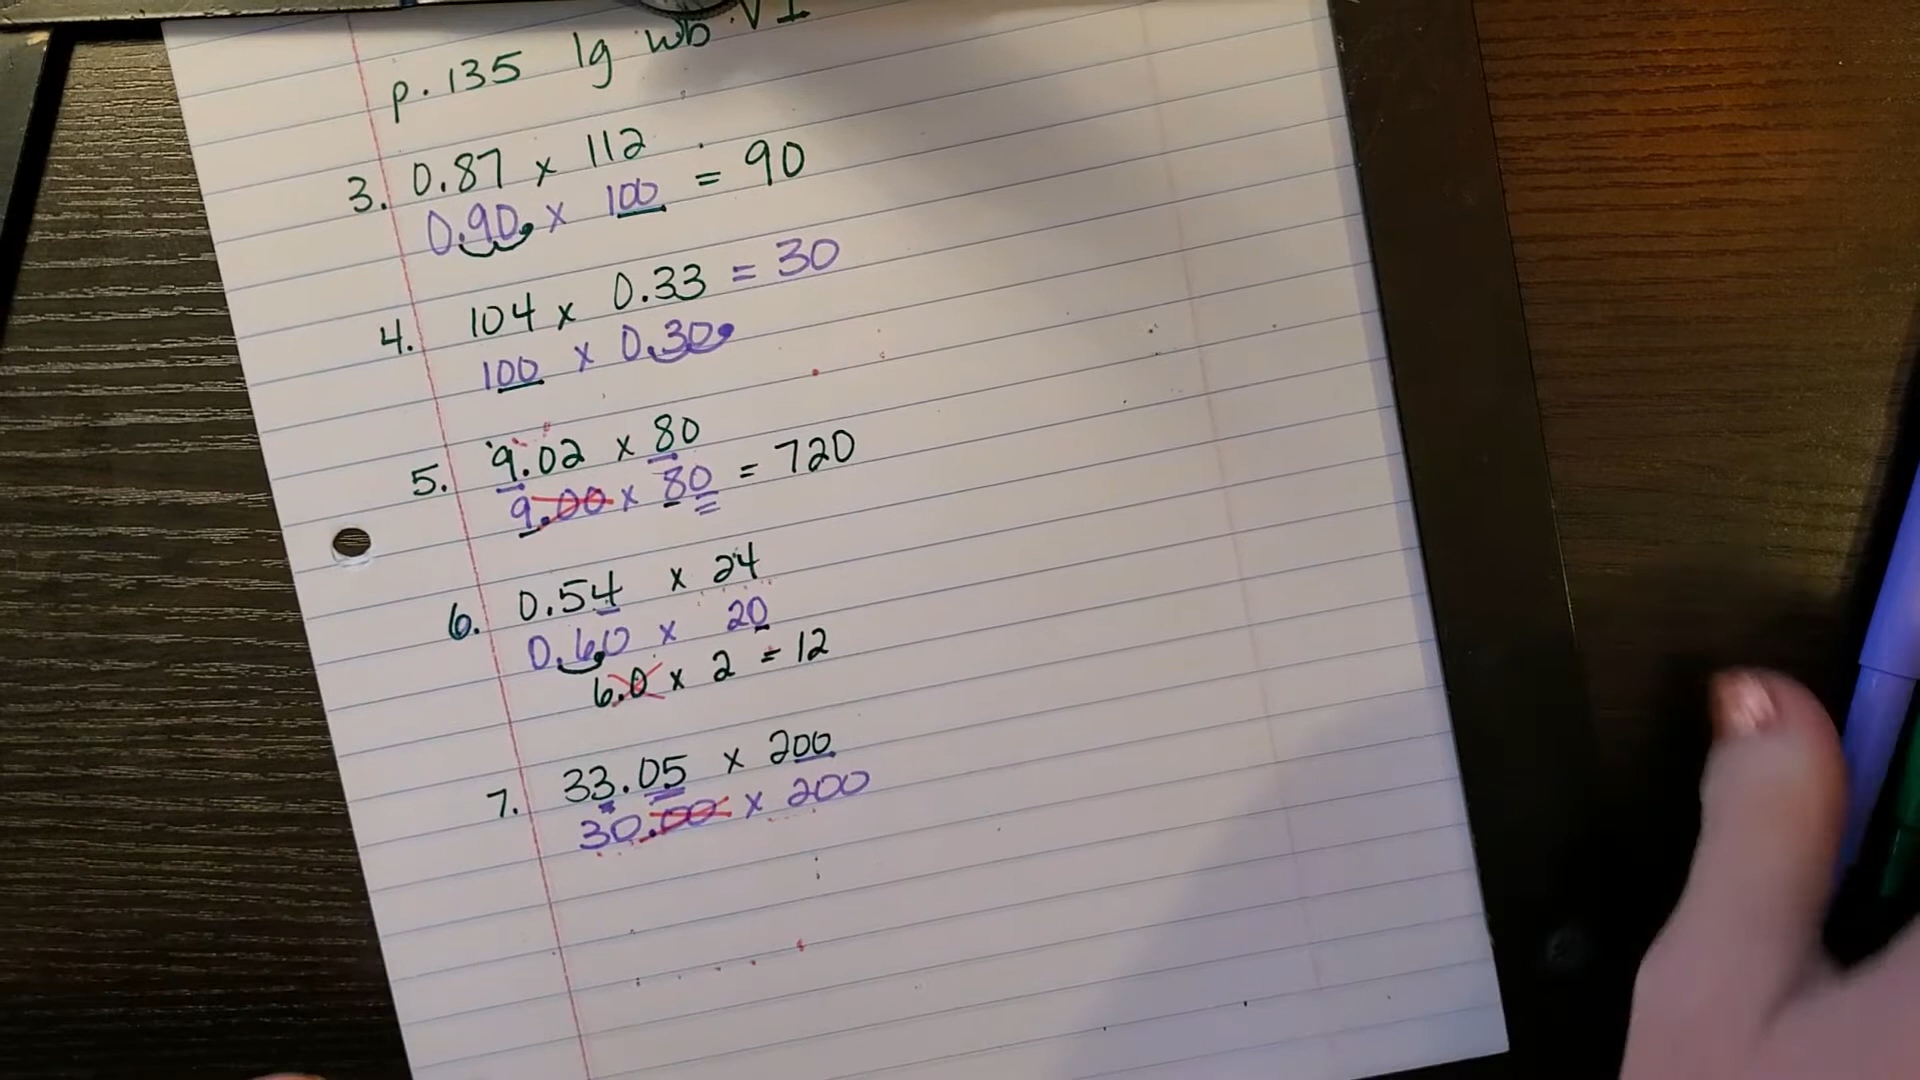 p. 135 lg wb
3. 0.87 x 112
0.90 x 100 = 90
4. 104 x 0.33 = 30
100 x 0.30
5. 9.02 x 80
9.00 x 80 = 720
6. 0.54 x 24
0.60 x 20
6.0 x 2 = 12
7. 33.05 x 200
30.00 x 200